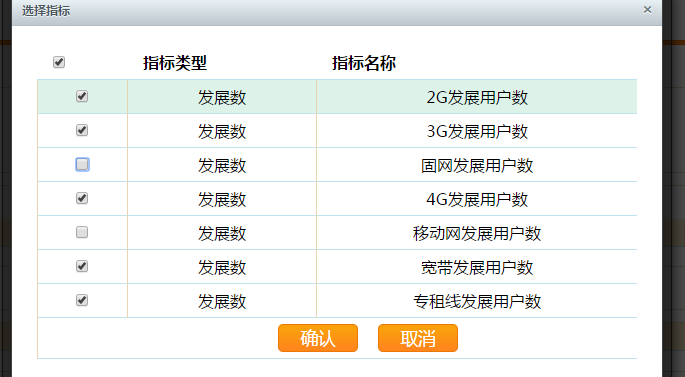 选择指标
指标类型 指标名称
发展数 2G发展用户数
发展数 3G发展用户数
发展数 固网发展用户数
发展数 4G发展用户数
发展数 移动网发展用户数
发展数 宽带发展用户数
发展数 专租线发展用户数
确认 取消